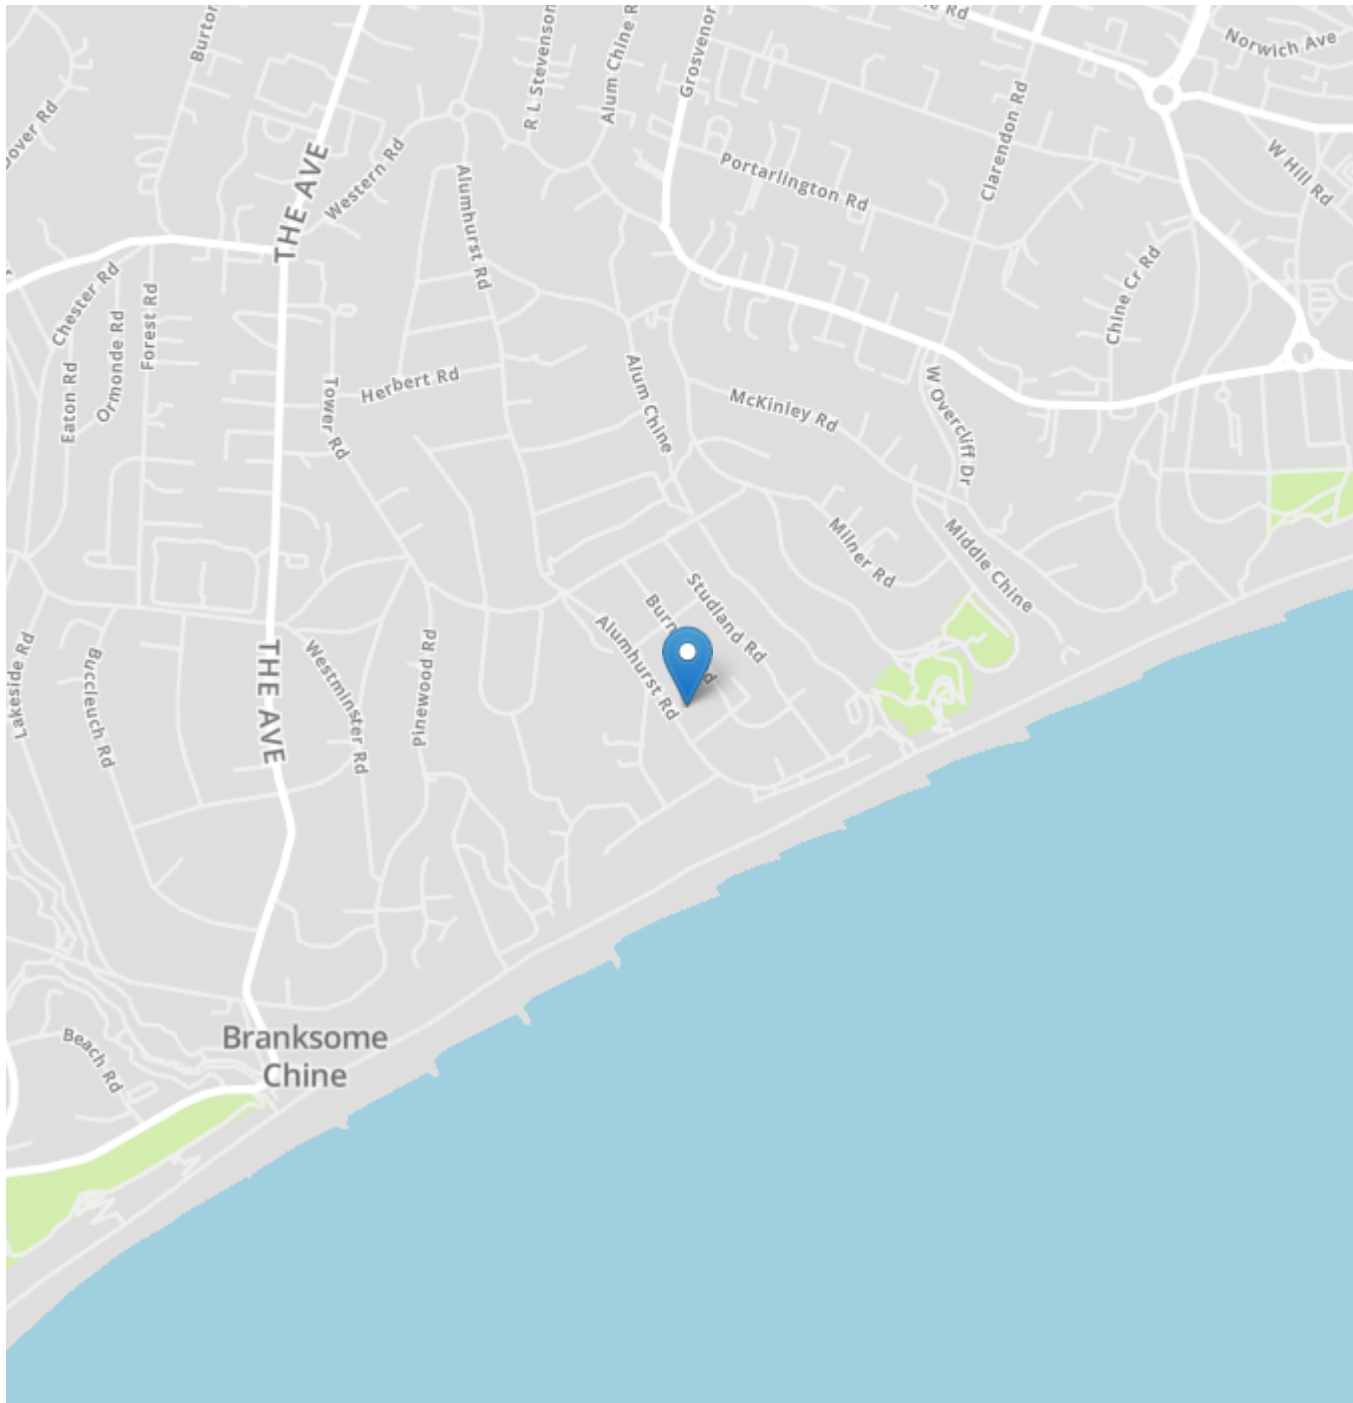 Burton
R L Stevenson
Alum Chine R
Grosvenor
Rd
Norwich Ave
Dover Rd
THE AVE
Western Rd
Alumhurst Rd
Portarlington Rd
Clarendon Rd
W Hill Rd
Chester Rd
Ormonde Rd
Forest Rd
Eaton Rd
Chine Cr Rd
Tower Rd
Herbert Rd
Alum Chine
McKinley Rd
W Overcliff Dr
Milner Rd
Middle Chine
Studland Rd
Burn
d
Alumhurst Rd
Lakeside Rd
Buccleuch Rd
THE AVE
Westminster Rd
Pinewood Rd
Branksome
Chine
Beach Rd